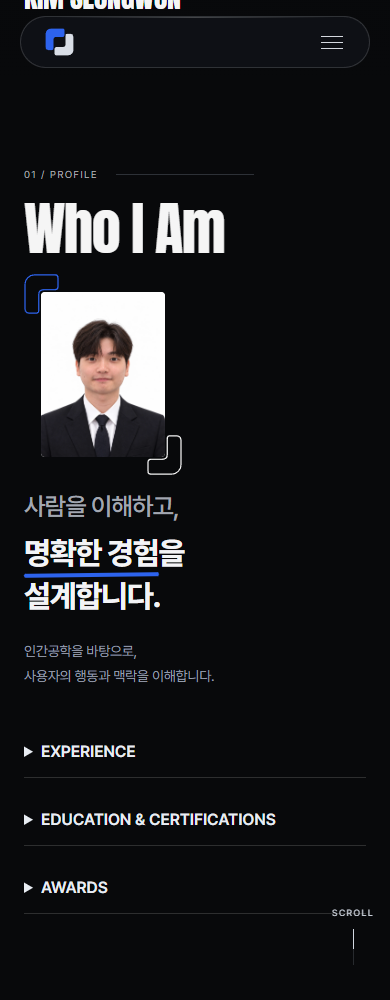 KIM SEONGWON
01 / PROFILE
Who I Am
사람을 이해하고,
명확한 경험을
설계합니다.
인간공학을 바탕으로,
사용자의 행동과 맥락을 이해합니다.
EXPERIENCE
EDUCATION & CERTIFICATIONS
AWARDS
SCROLL